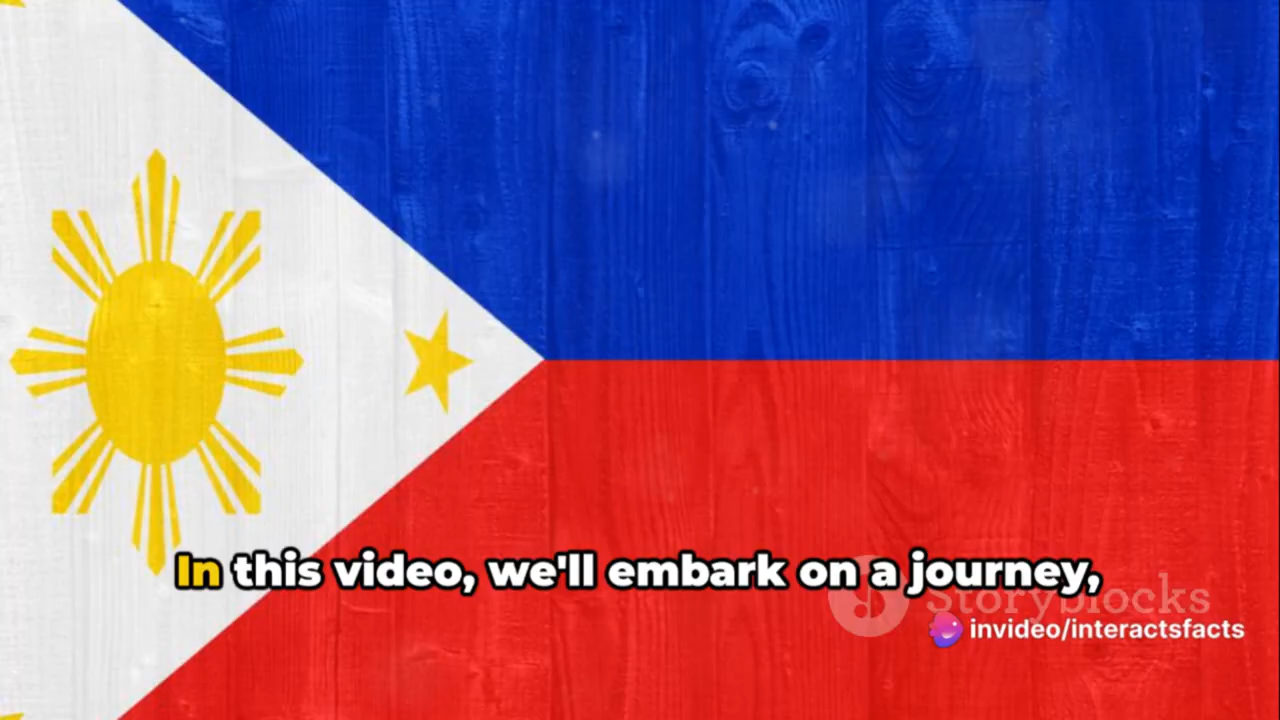 In this video, we'll embark on a journey,
Storyblocks
invideo/interactsfacts